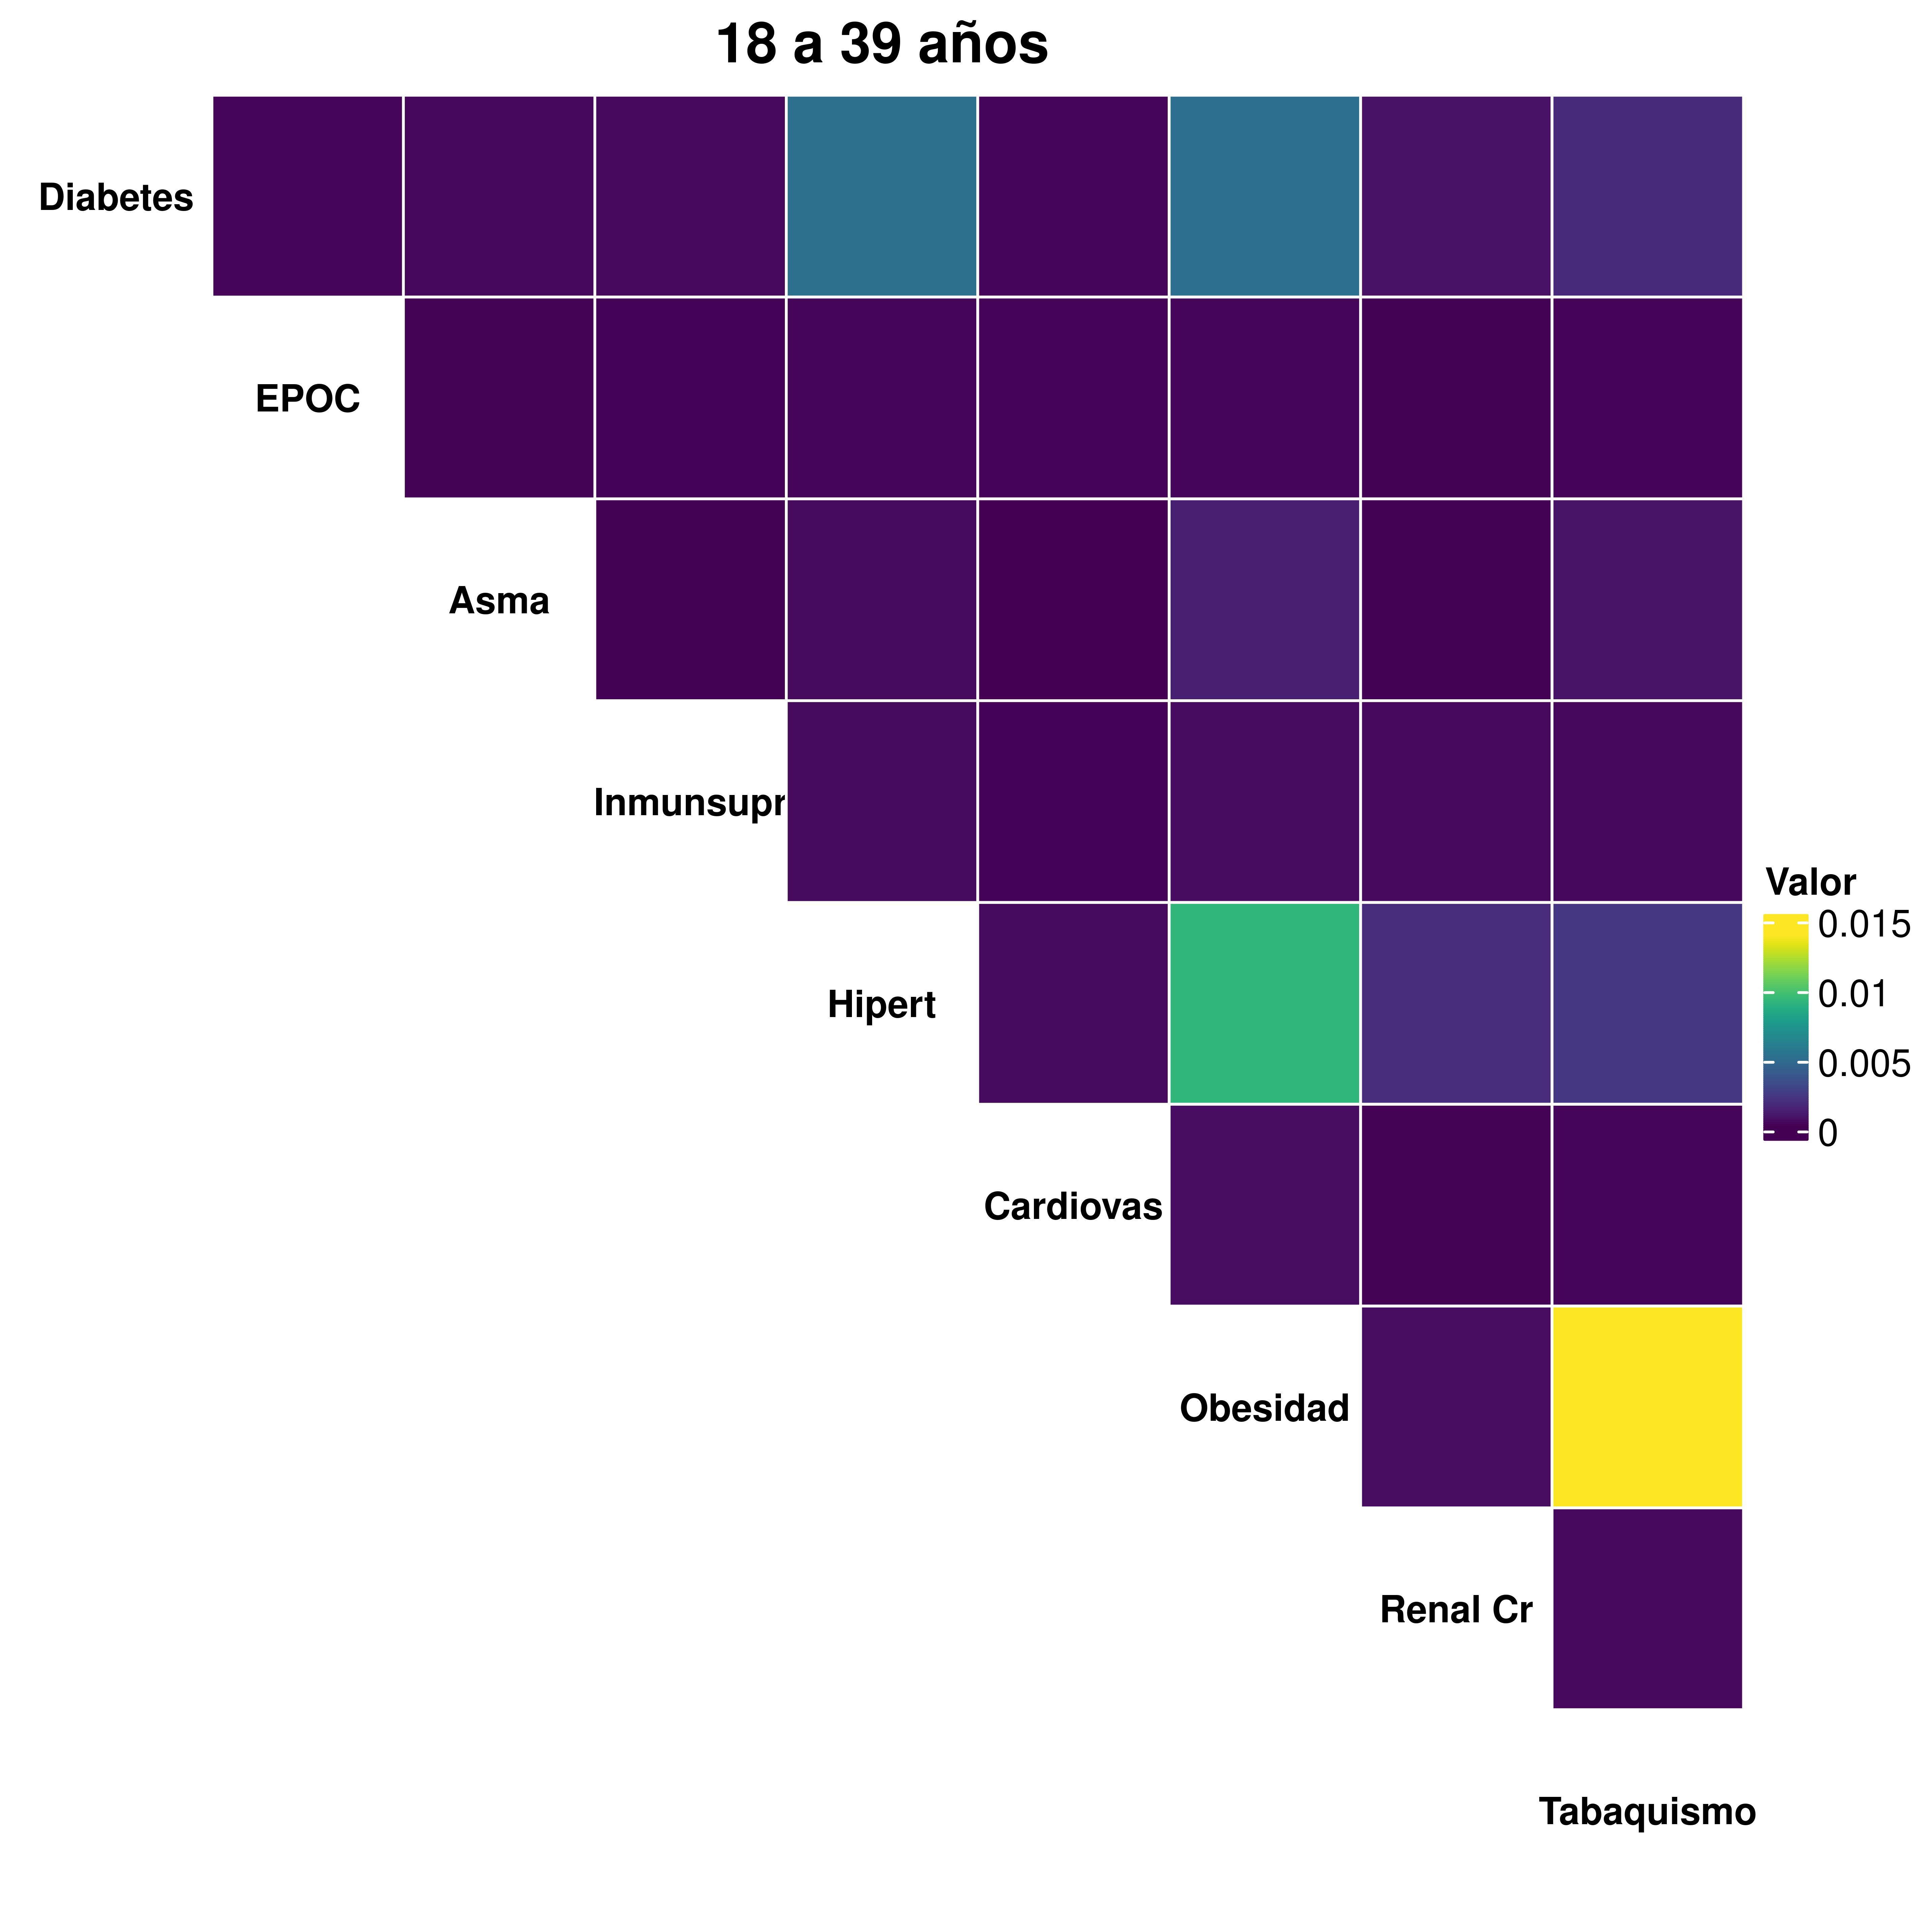 18 a 39 años
Diabetes
EPOC
Asma
Inmunsupr
Valor
0.015
0.01
Hipert
0.005
0
Cardiovas
Obesidad
Renal Cr
Tabaquismo